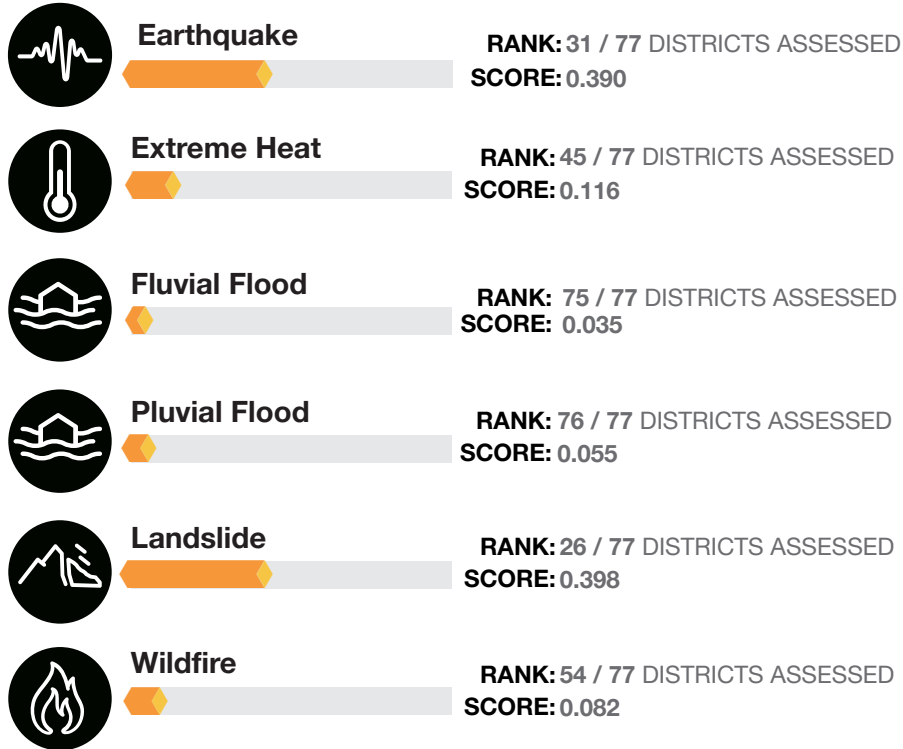 Earthquake
RANK: 31 / 77 DISTRICTS ASSESSED
SCORE: 0.390
Extreme Heat
RANK: 45 / 77 DISTRICTS ASSESSED
SCORE: 0.116
Fluvial Flood
RANK: 75 / 77 DISTRICTS ASSESSED
SCORE: 0.035
Pluvial Flood
RANK: 76 / 77 DISTRICTS ASSESSED
SCORE: 0.055
Landslide
RANK: 26 / 77 DISTRICTS ASSESSED
SCORE: 0.398
Wildfire
RANK: 54 / 77 DISTRICTS ASSESSED
SCORE: 0.082